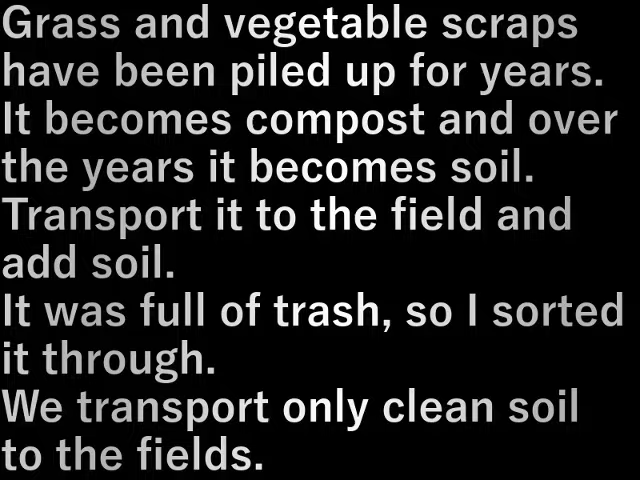 Grass and vegetable scraps
have been piled up for years.
It becomes compost and over
the years it becomes soil.
Transport it to the field and
add soil.
It was full of trash, so I sorted
it through.
We transport only clean soil
to the fields.